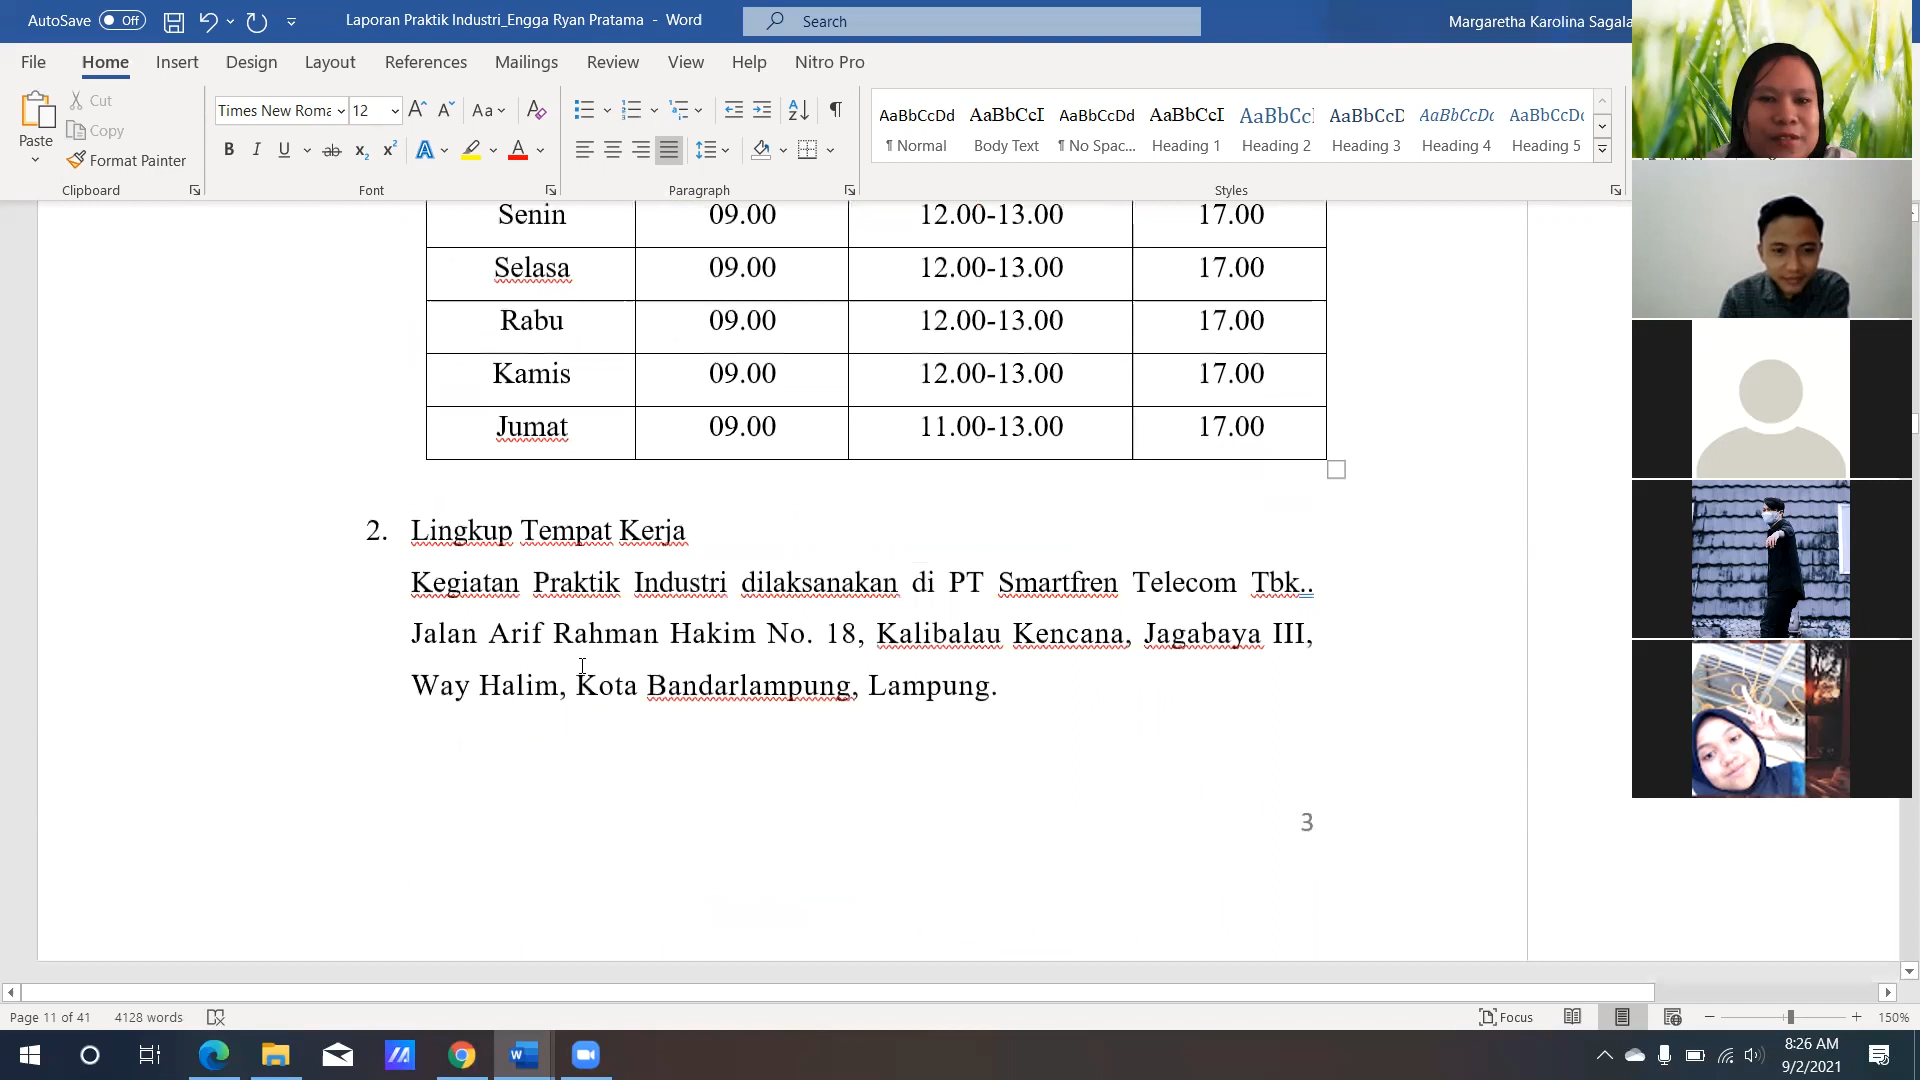 AutoSave Off Laporan Praktik Industri_Engga Ryan Pratama - Word Search Margaretha Karolina Sagala
File Home Insert Design Layout References Mailings Review View Help Nitro Pro
Paste Cut Copy Format Painter
Times New Roma 12
Aa
B I U ab x₂ x² A A
AaBbCcDd AaBbCcI AaBbCcDd AaBbCcI AaBbCc AaBbCcD AaBbCcDc AaBbCcDc
¶ Normal Body Text ¶ No Spac... Heading 1 Heading 2 Heading 3 Heading 4 Heading 5
Clipboard Font Paragraph Styles
Senin 09.00 12.00-13.00 17.00
Selasa 09.00 12.00-13.00 17.00
Rabu 09.00 12.00-13.00 17.00
Kamis 09.00 12.00-13.00 17.00
Jumat 09.00 11.00-13.00 17.00
2. Lingkup Tempat Kerja
Kegiatan Praktik Industri dilaksanakan di PT Smartfren Telecom Tbk..
Jalan Arif Rahman Hakim No. 18, Kalibalau Kencana, Jagabaya III,
Way Halim, Kota Bandarlampung, Lampung.
3
Page 11 of 41 4128 words Focus 150%
8:26 AM
9/2/2021